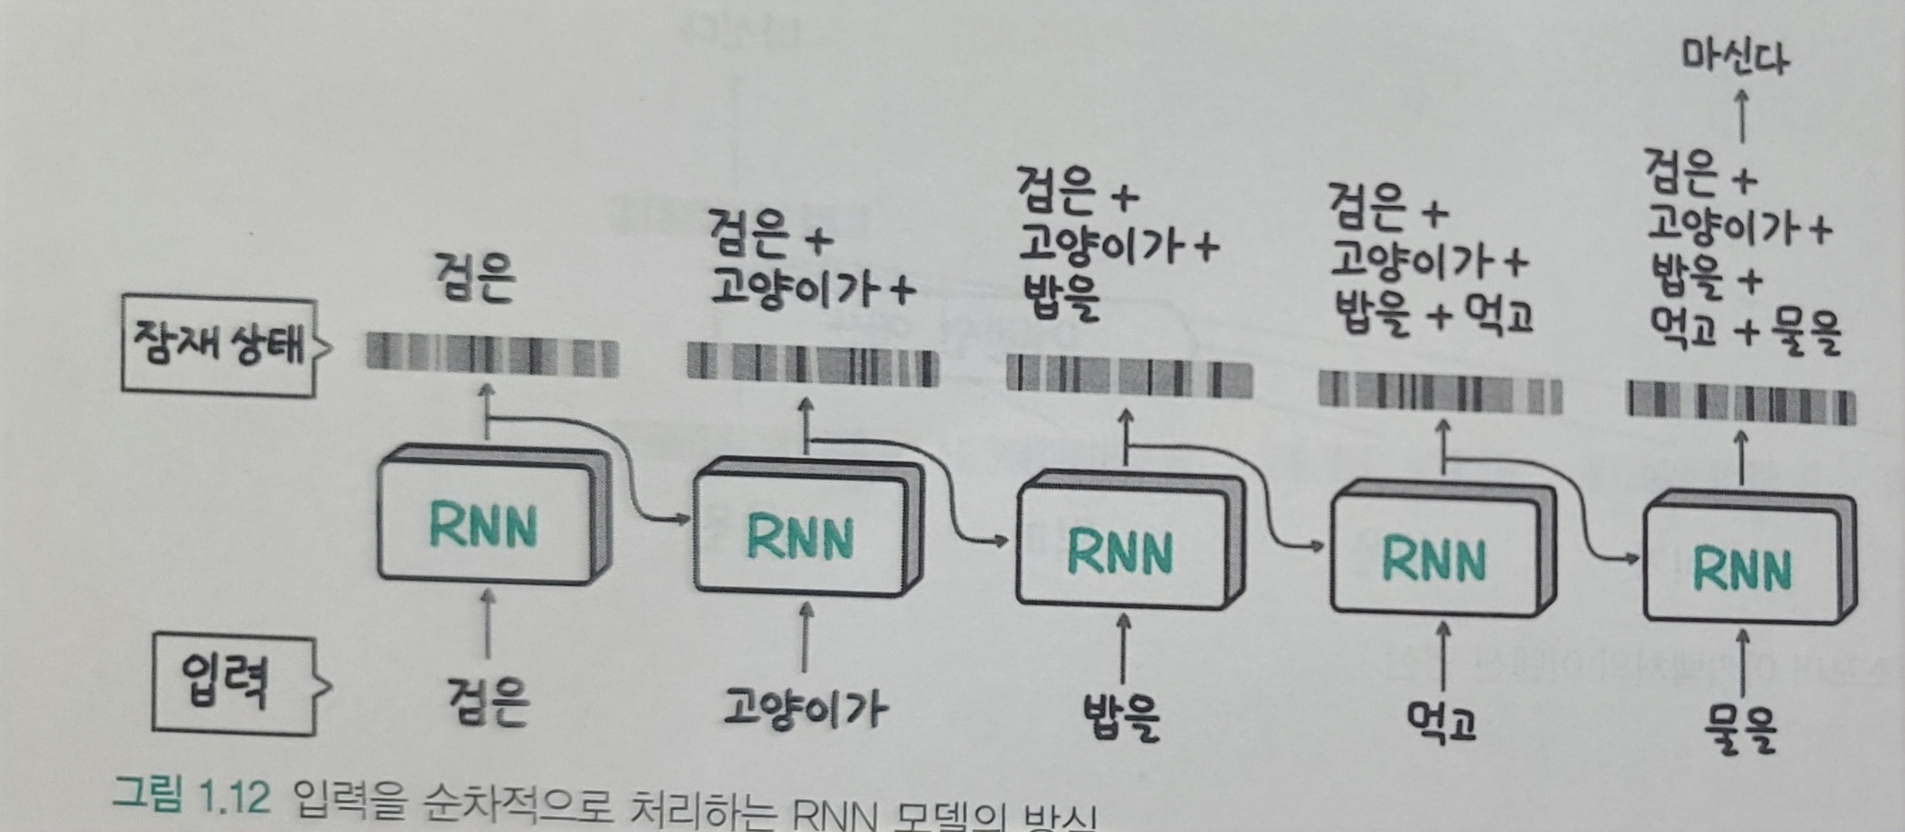 마신다
검은 +
고양이가 +
밥을 +
먹고 + 물을
검은 +
고양이가 +
밥을 + 먹고
검은 +
고양이가 +
밥을
검은 +
고양이가 +
검은
잠재 상태
RNN RNN RNN RNN RNN
입력
검은 고양이가 밥을 먹고 물을
그림 1.12 입력을 순차적으로 처리하는 RNN 모델의 방식